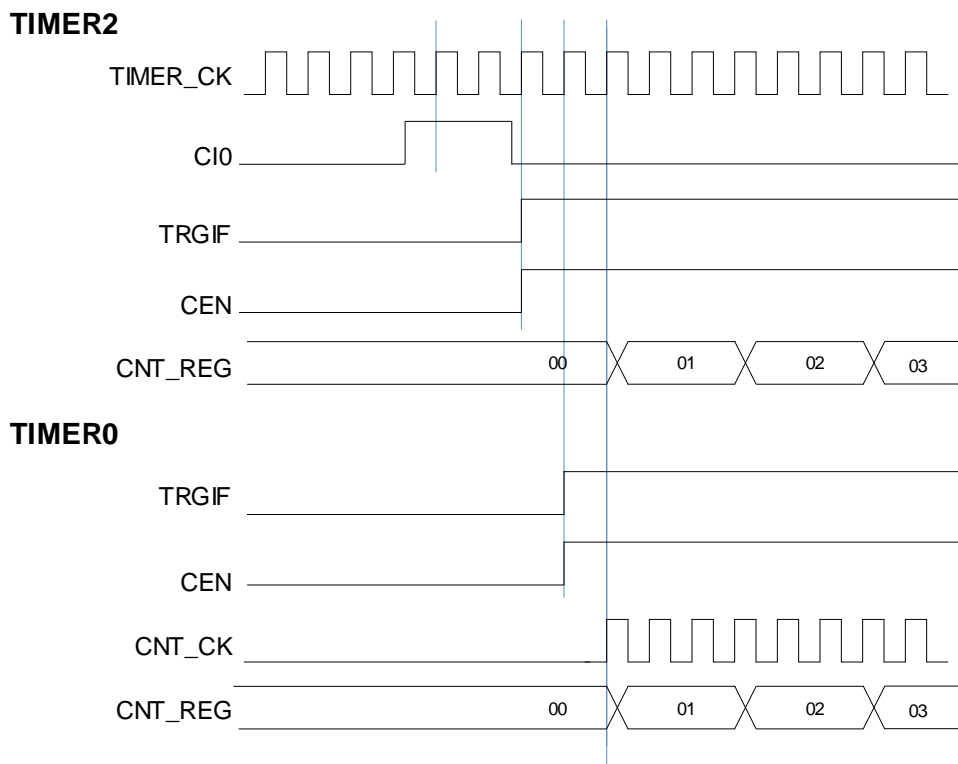 TIMER2
TIMER_CK
CI0
TRGIF
CEN
CNT_REG 00 01 02 03
TIMER0
TRGIF
CEN
CNT_CK
CNT_REG 00 01 02 03